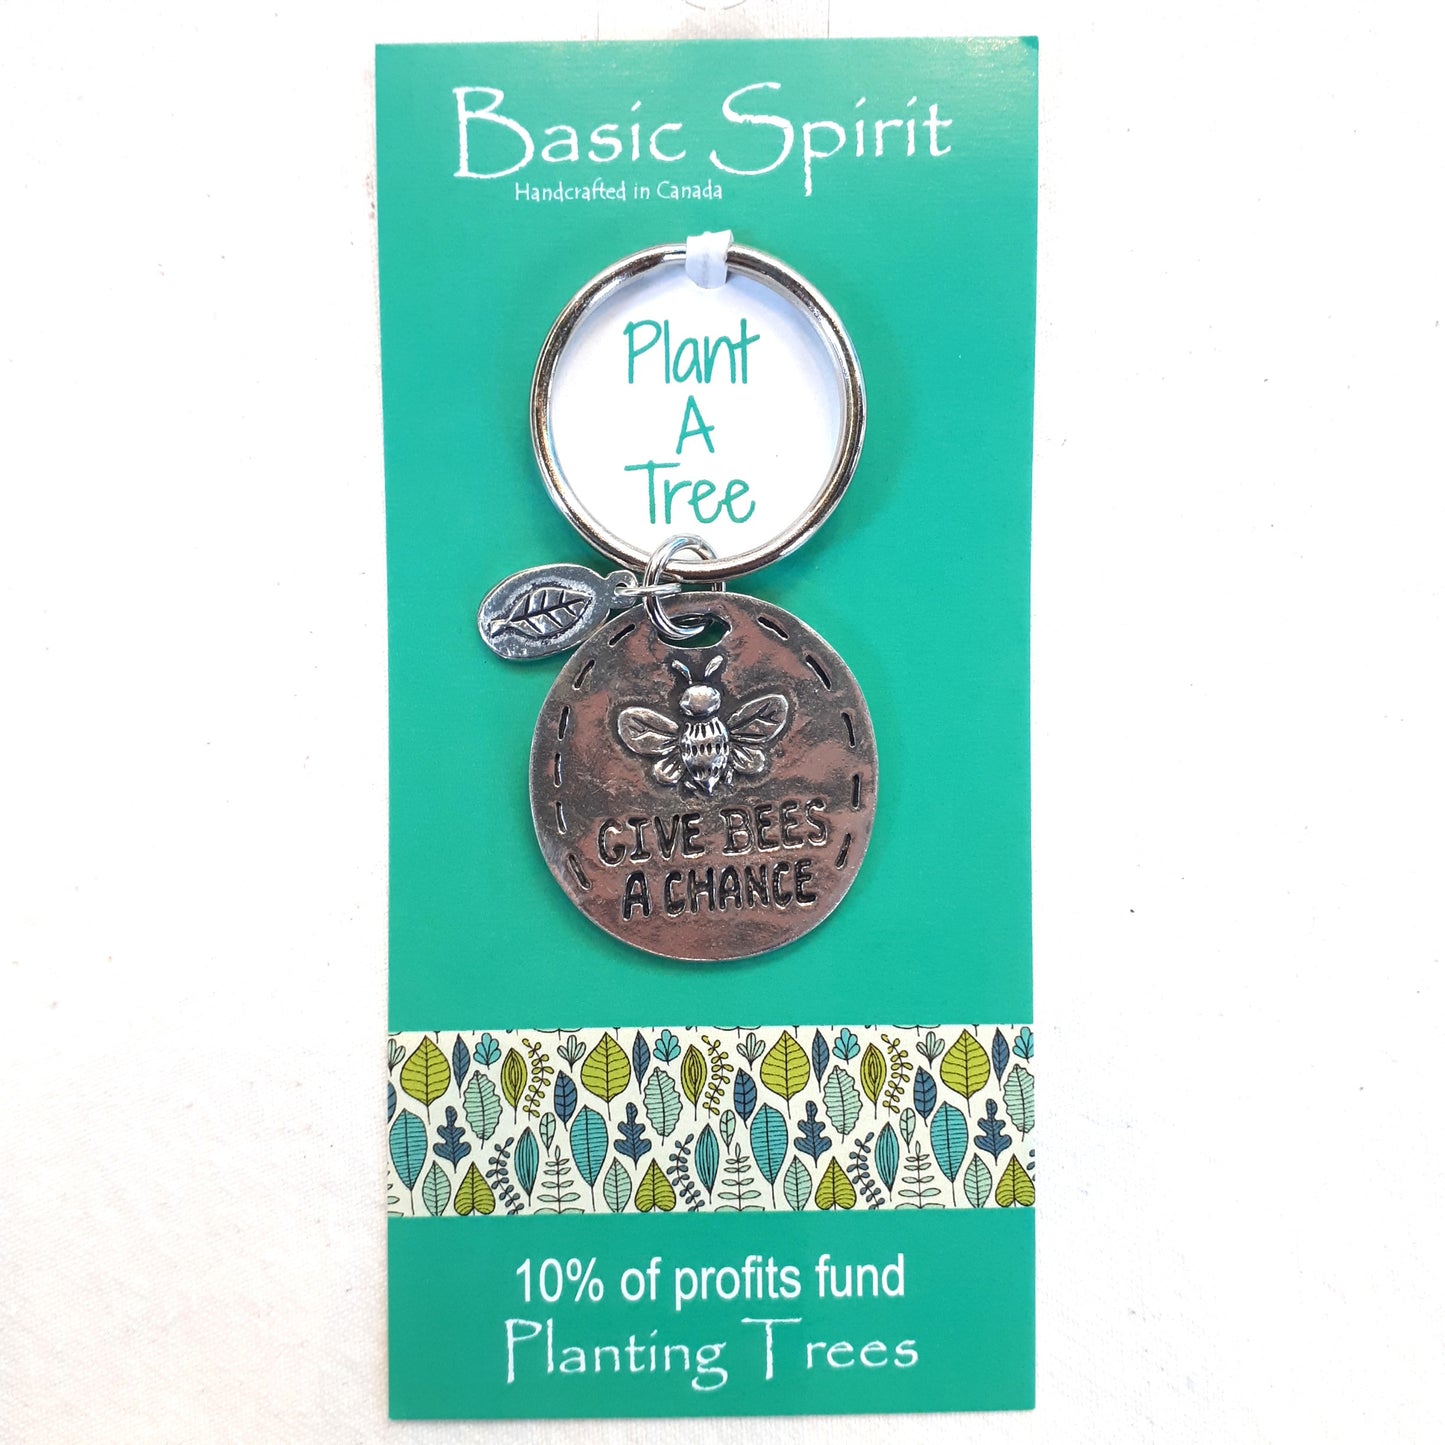 Basic Spirit
Handcrafted in Canada
Plant
A
Tree
GIVE BEES
A CHANCE
10% of profits fund
Planting Trees